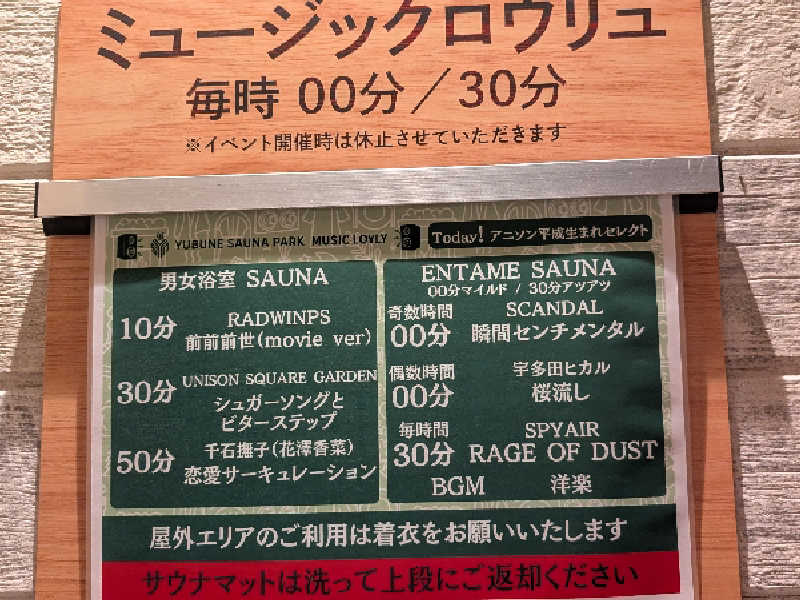 ミュージックロウリュ
毎時 00分／30分
※イベント開催時は休止させていただきます
YUBUNE SAUNA PARK MUSIC LOYLY
Today! アニソン平成生まれセレクト
男女浴室 SAUNA
10分 RADWINPS
前前前世(movie ver)
30分 UNISON SQUARE GARDEN
シュガーソングと
ビターステップ
50分 千石撫子(花澤香菜)
恋愛サーキュレーション
ENTAME SAUNA
00分マイルド / 30分アツアツ
奇数時間 SCANDAL
00分 瞬間センチメンタル
偶数時間 宇多田ヒカル
00分 桜流し
毎時間 SPYAIR
30分 RAGE OF DUST
BGM 洋楽
屋外エリアのご利用は着衣をお願いいたします
サウナマットは洗って上段にご返却ください